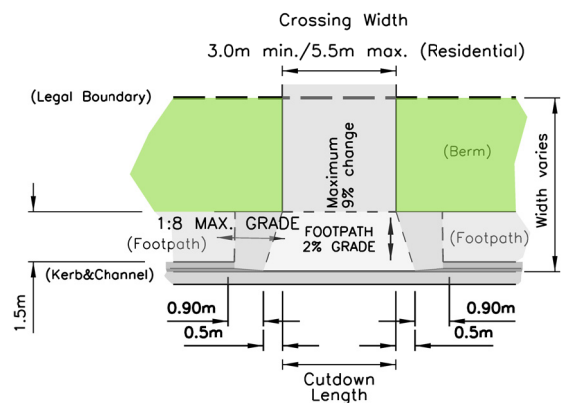 Crossing Width
3.0m min./5.5m max. (Residential)
(Legal Boundary)
Maximum
9% change
(Berm)
Width varies
1:8 MAX. GRADE
(Footpath)
FOOTPATH
2% GRADE
(Footpath)
(Kerb&Channel)
1.5m
0.90m
0.90m
0.5m
0.5m
Cutdown
Length